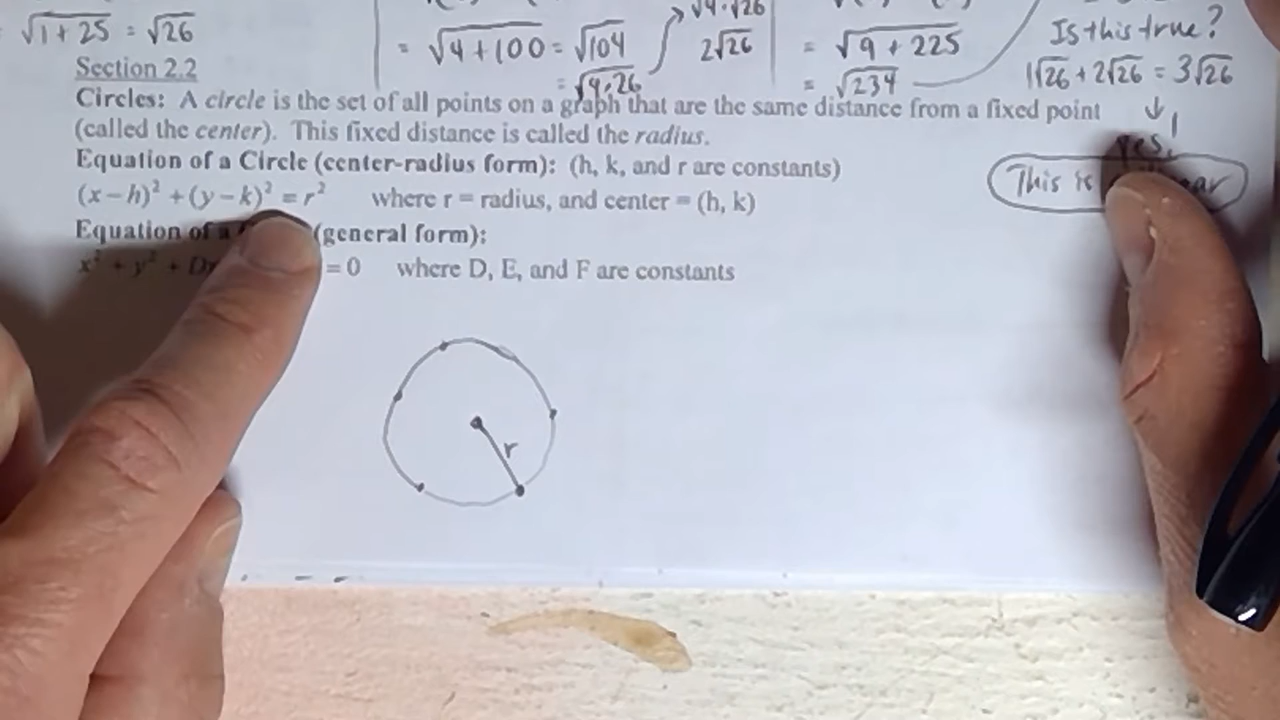 √1 + 25 = √26
= √4 + 100 = √104
= √4·26
√4·√26
2√26
= √9 + 225
= √234
Is this true?
1√26 + 2√26 = 3√26
yes,
This is
Section 2.2
Circles: A circle is the set of all points on a graph that are the same distance from a fixed point
(called the center). This fixed distance is called the radius.
Equation of a Circle (center-radius form): (h, k, and r are constants)
(x – h)² + (y – k)² = r² where r = radius, and center = (h, k)
Equation of a (general form):
x² + y² + Dx = 0 where D, E, and F are constants
r